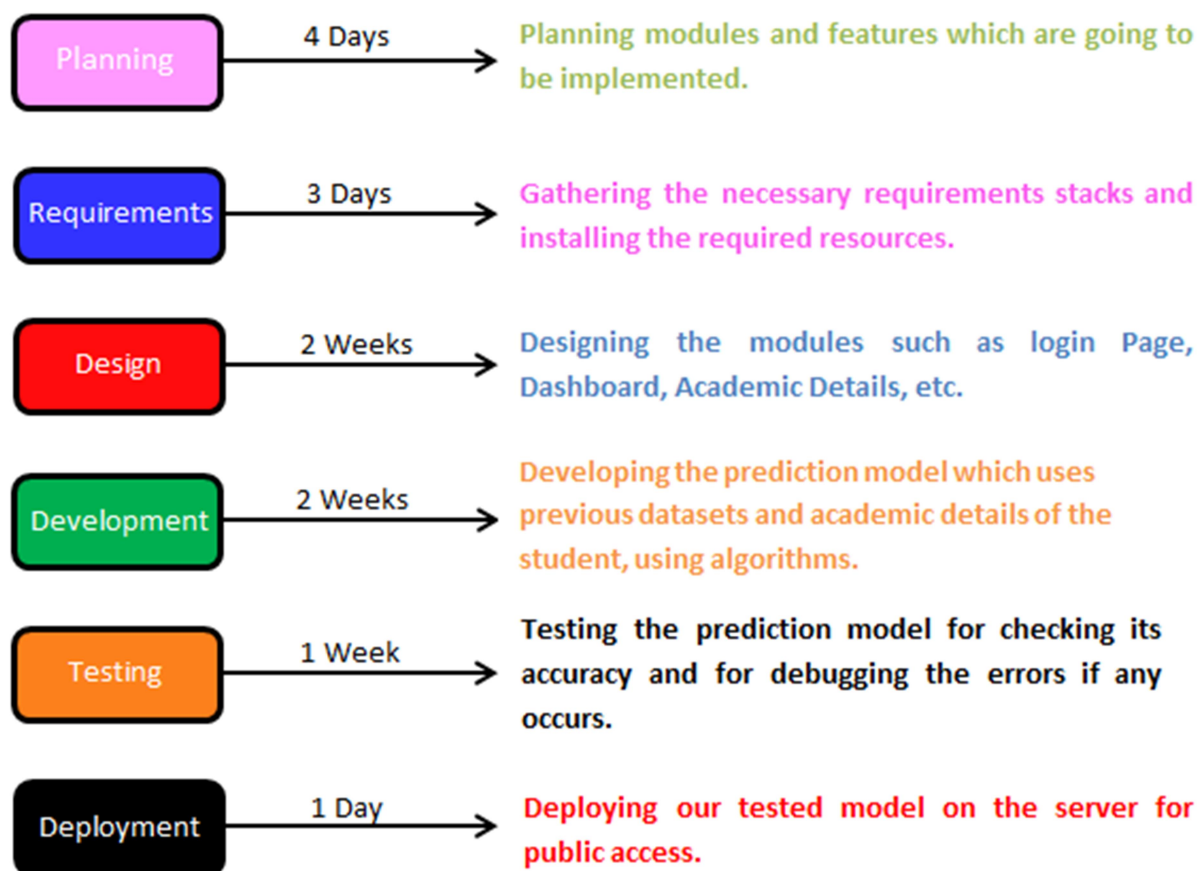 Planning
4 Days
Planning modules and features which are going to
be implemented.
Requirements
3 Days
Gathering the necessary requirements stacks and
installing the required resources.
Design
2 Weeks
Designing the modules such as login Page,
Dashboard, Academic Details, etc.
Development
2 Weeks
Developing the prediction model which uses
previous datasets and academic details of the
student, using algorithms.
Testing
1 Week
Testing the prediction model for checking its
accuracy and for debugging the errors if any
occurs.
Deployment
1 Day
Deploying our tested model on the server for
public access.